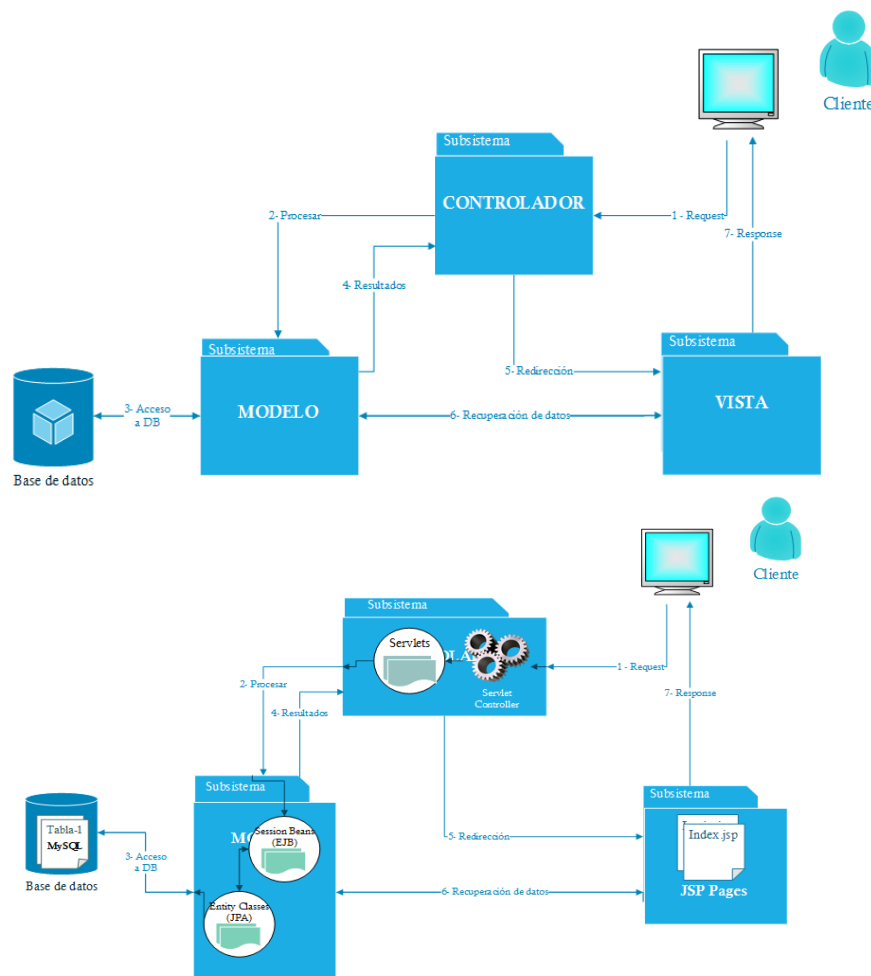 Cliente
Subsistema
CONTROLADOR
2- Procesar
1 - Request
7- Response
4- Resultados
Subsistema
MODELO
Subsistema
VISTA
5- Redirección
3- Acceso
a DB
6- Recuperación de datos
Base de datos
Cliente
Subsistema
Servlets
Servlet
Controller
1 - Request
2- Procesar
4- Resultados
7- Response
Subsistema
Session Beans
(EJB)
Entity Classes
(JPA)
Tabla-1
MySQL
3- Acceso
a DB
Base de datos
5- Redirección
6- Recuperación de datos
Subsistema
Index.jsp
JSP Pages